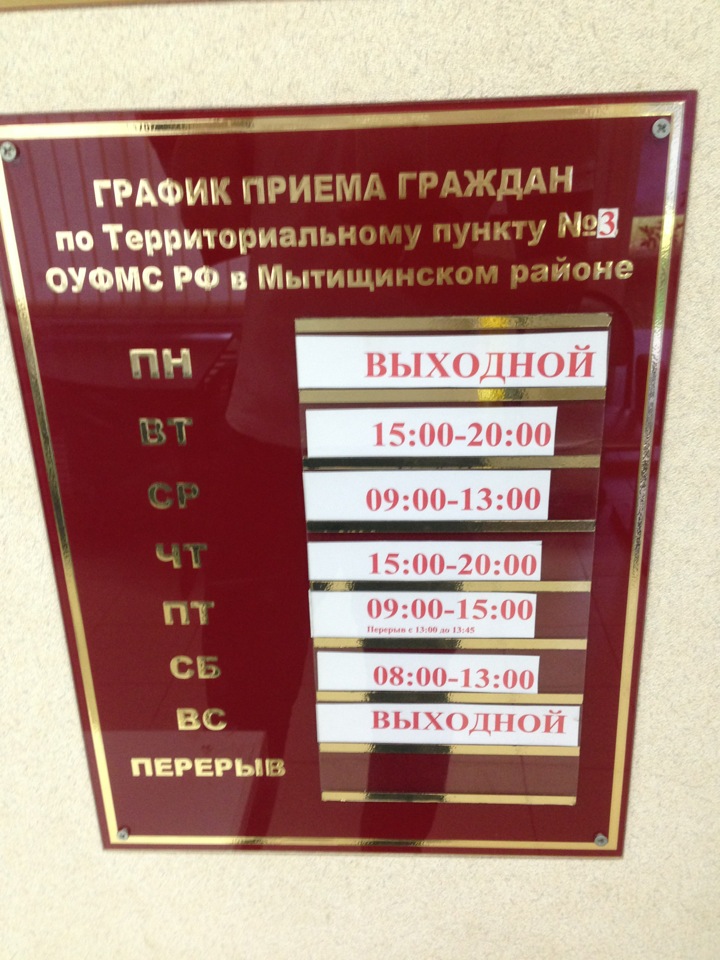 ГРАФИК ПРИЕМА ГРАЖДАН
по Территориальному пункту №3
ОУФМС РФ в Мытищинском районе
ПН ВЫХОДНОЙ
ВТ 15:00-20:00
СР 09:00-13:00
ЧТ 15:00-20:00
ПТ 09:00-15:00
Перерыв с 13:00 до 13:45
СБ 08:00-13:00
ВС ВЫХОДНОЙ
ПЕРЕРЫВ